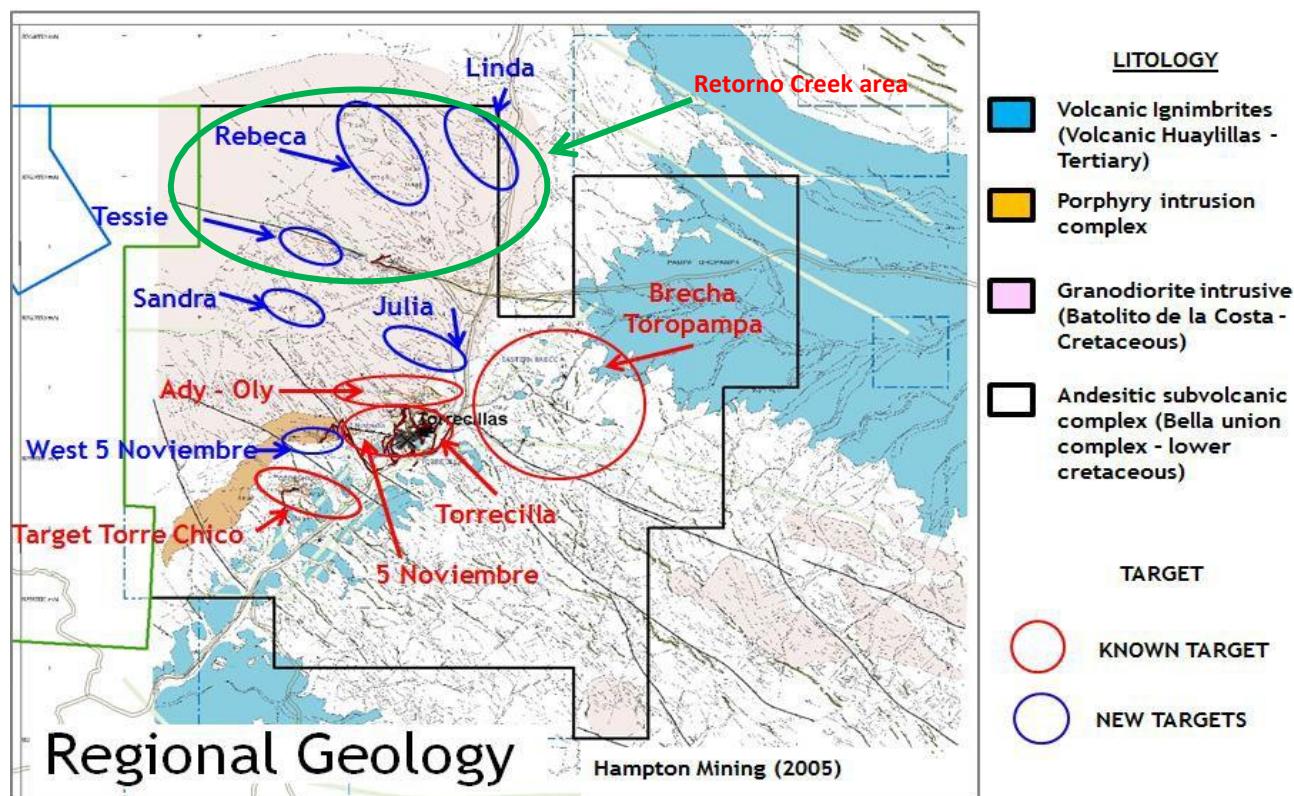 Linda
Retorno Creek area
Rebeca
Tessie
PAMPA CHOPAMPA
Sandra
Julia
Brecha
Toropampa
Ady - Oly
Torrecillas
West 5 Noviembre
Target Torre Chico
Torrecilla
5 Noviembre
Regional Geology
Hampton Mining (2005)
LITOLOGY
Volcanic Ignimbrites
(Volcanic Huaylillas -
Tertiary)
Porphyry intrusion
complex
Granodiorite intrusive
(Batolito de la Costa -
Cretaceous)
Andesitic subvolcanic
complex (Bella union
complex - lower
cretaceous)
TARGET
KNOWN TARGET
NEW TARGETS